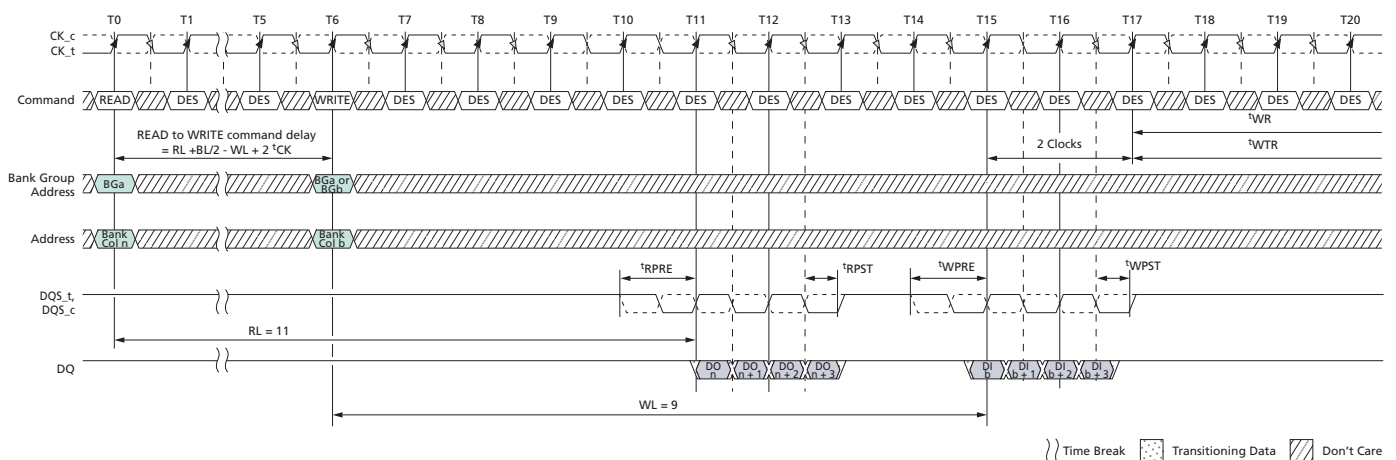 T0 T1 T5 T6 T7 T8 T9 T10 T11 T12 T13 T14 T15 T16 T17 T18 T19 T20
CK_c
CK_t
Command READ DES DES WRITE DES DES DES DES DES DES DES DES DES DES DES DES DES DES
READ to WRITE command delay
= RL +BL/2 - WL + 2 tCK
2 Clocks
tWR
tWTR
Bank Group
Address
BGa
BGa or
BGb
Address
Bank
Col n
Bank
Col b
tRPRE tRPST tWPRE tWPST
DQS_t,
DQS_c
RL = 11
DQ
DO
n
DO
n + 1
DO
n + 2
DO
n + 3
DI
b
DI
b + 1
DI
b + 2
DI
b + 3
WL = 9
Time Break Transitioning Data Don't Care